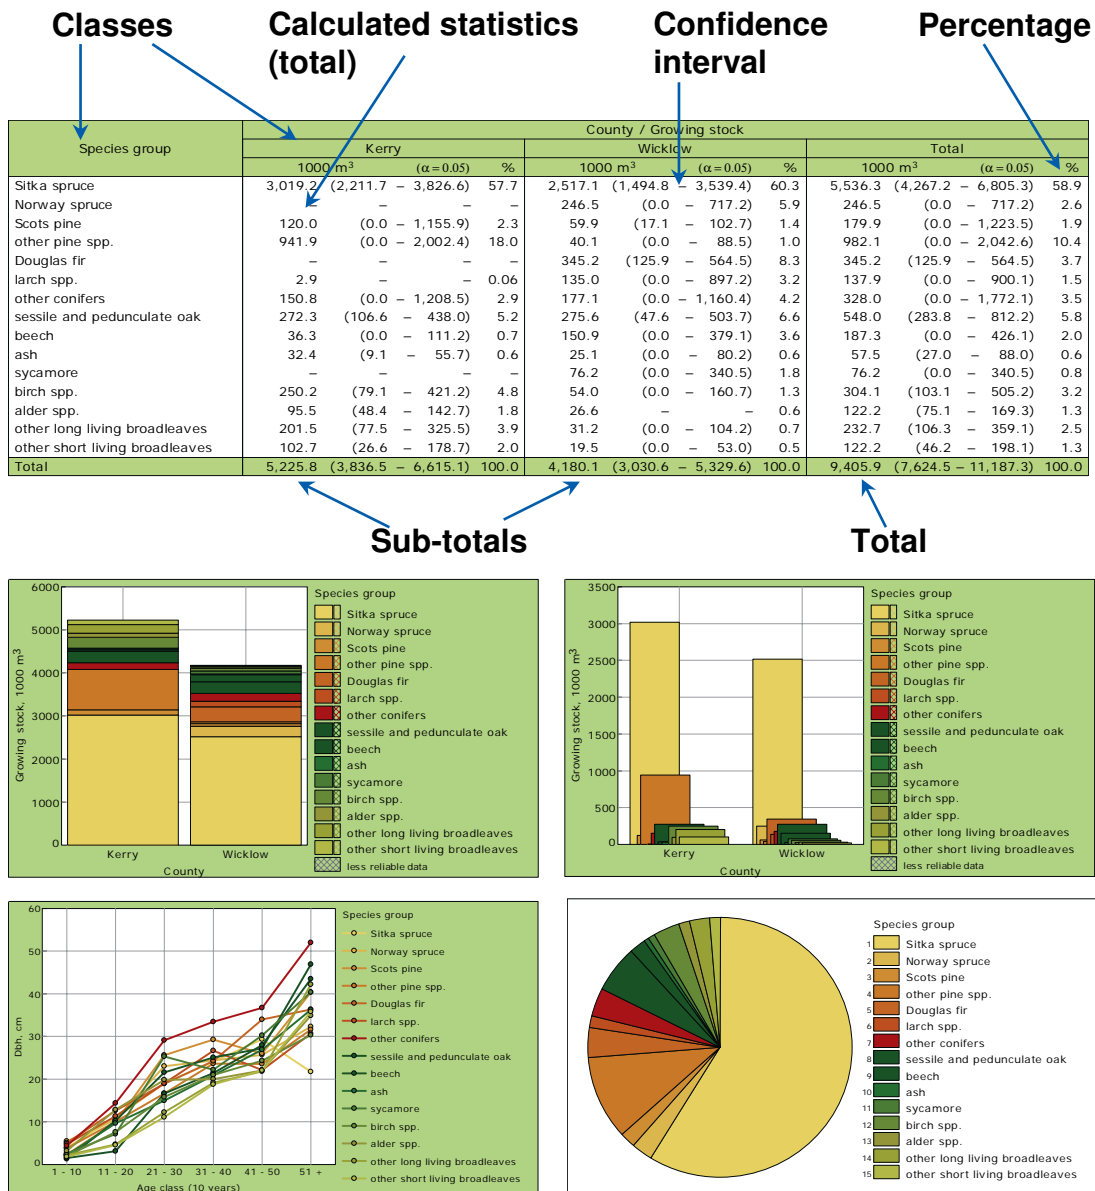 Classes
Calculated statistics (total)
Confidence interval
Percentage
Species group
County / Growing stock
Kerry Wicklow Total
1000 m³ (α=0.05) % 1000 m³ (α=0.05) % 1000 m³ (α=0.05) %
Sitka spruce 3,019.2 (2,211.7 – 3,826.6) 57.7 2,517.1 (1,494.8 – 3,539.4) 60.3 5,536.3 (4,267.2 – 6,805.3) 58.9
Norway spruce – – – – 246.5 (0.0 – 717.2) 5.9 246.5 (0.0 – 717.2) 2.6
Scots pine 120.0 (0.0 – 1,155.9) 2.3 59.9 (17.1 – 102.7) 1.4 179.9 (0.0 – 1,223.5) 1.9
other pine spp. 941.9 (0.0 – 2,002.4) 18.0 40.1 (0.0 – 88.5) 1.0 982.1 (0.0 – 2,042.6) 10.4
Douglas fir – – – – 345.2 (125.9 – 564.5) 8.3 345.2 (125.9 – 564.5) 3.7
larch spp. 2.9 – – 0.06 135.0 (0.0 – 897.2) 3.2 137.9 (0.0 – 900.1) 1.5
other conifers 150.8 (0.0 – 1,208.5) 2.9 177.1 (0.0 – 1,160.4) 4.2 328.0 (0.0 – 1,772.1) 3.5
sessile and pedunculate oak 272.3 (106.6 – 438.0) 5.2 275.6 (47.6 – 503.7) 6.6 548.0 (283.8 – 812.2) 5.8
beech 36.3 (0.0 – 111.2) 0.7 150.9 (0.0 – 379.1) 3.6 187.3 (0.0 – 426.1) 2.0
ash 32.4 (9.1 – 55.7) 0.6 25.1 (0.0 – 80.2) 0.6 57.5 (27.0 – 88.0) 0.6
sycamore – – – – 76.2 (0.0 – 340.5) 1.8 76.2 (0.0 – 340.5) 0.8
birch spp. 250.2 (79.1 – 421.2) 4.8 54.0 (0.0 – 160.7) 1.3 304.1 (103.1 – 505.2) 3.2
alder spp. 95.5 (48.4 – 142.7) 1.8 26.6 – – 0.6 122.2 (75.1 – 169.3) 1.3
other long living broadleaves 201.5 (77.5 – 325.5) 3.9 31.2 (0.0 – 104.2) 0.7 232.7 (106.3 – 359.1) 2.5
other short living broadleaves 102.7 (26.6 – 178.7) 2.0 19.5 (0.0 – 53.0) 0.5 122.2 (46.2 – 198.1) 1.3
Total 5,225.8 (3,836.5 – 6,615.1) 100.0 4,180.1 (3,030.6 – 5,329.6) 100.0 9,405.9 (7,624.5 – 11,187.3) 100.0
Sub-totals
Total
Growing stock, 1000 m³
6000
5000
4000
3000
2000
1000
0
Kerry Wicklow
County
Species group
Sitka spruce
Norway spruce
Scots pine
other pine spp.
Douglas fir
larch spp.
other conifers
sessile and pedunculate oak
beech
ash
sycamore
birch spp.
alder spp.
other long living broadleaves
other short living broadleaves
less reliable data
Growing stock, 1000 m³
3500
3000
2500
2000
1500
1000
500
0
Kerry Wicklow
County
Species group
Sitka spruce
Norway spruce
Scots pine
other pine spp.
Douglas fir
larch spp.
other conifers
sessile and pedunculate oak
beech
ash
sycamore
birch spp.
alder spp.
other long living broadleaves
other short living broadleaves
less reliable data
Dbh, cm
60
50
40
30
20
10
0
1 - 10 11 - 20 21 - 30 31 - 40 41 - 50 51 +
Age class (10 years)
Species group
Sitka spruce
Norway spruce
Scots pine
other pine spp.
Douglas fir
larch spp.
other conifers
sessile and pedunculate oak
beech
ash
sycamore
birch spp.
alder spp.
other long living broadleaves
other short living broadleaves
Species group
1 Sitka spruce
2 Norway spruce
3 Scots pine
4 other pine spp.
5 Douglas fir
6 larch spp.
7 other conifers
8 sessile and pedunculate oak
9 beech
10 ash
11 sycamore
12 birch spp.
13 alder spp.
14 other long living broadleaves
15 other short living broadleaves